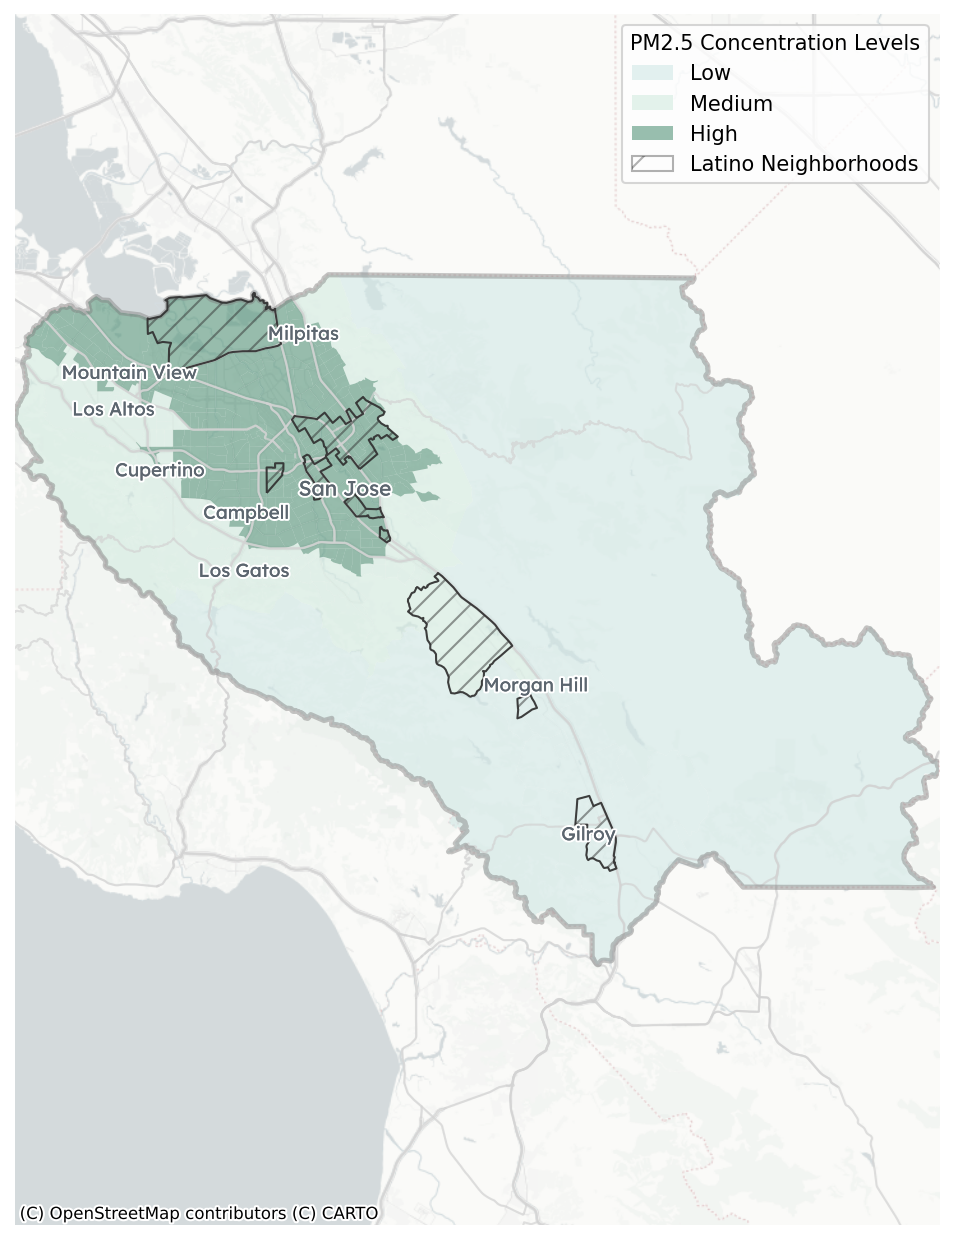 PM2.5 Concentration Levels
Low
Medium
High
Latino Neighborhoods
Milpitas
Mountain View
Los Altos
Cupertino
San Jose
Campbell
Los Gatos
Morgan Hill
Gilroy
(C) OpenStreetMap contributors (C) CARTO